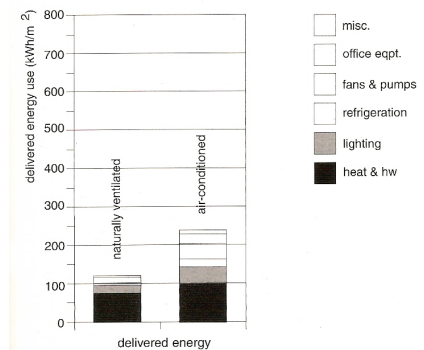 delivered energy use (kWh/m ²)
800
700
600
500
400
300
200
100
0
naturally ventilated
air-conditioned
delivered energy
misc.
office eqpt.
fans & pumps
refrigeration
lighting
heat & hw